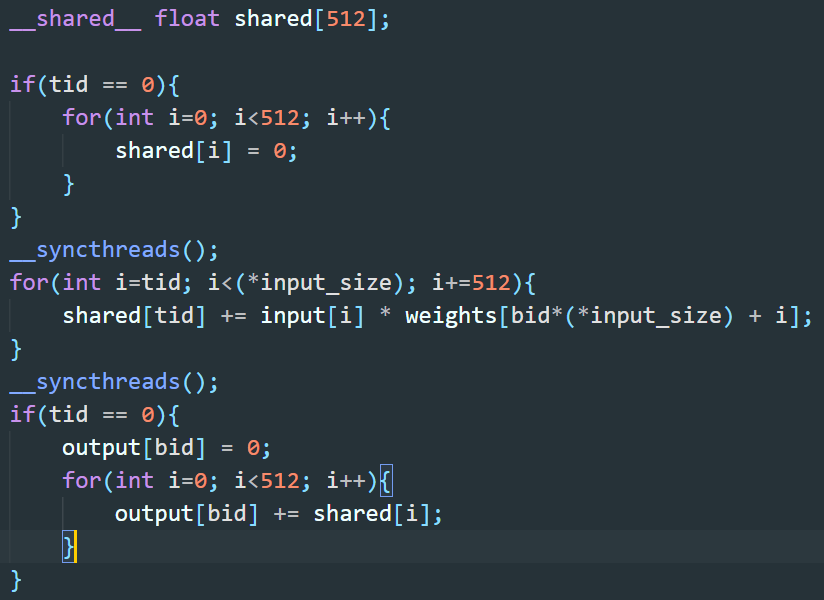 __shared__ float shared[512];
if(tid == 0){
for(int i=0; i<512; i++){
shared[i] = 0;
}
}
__syncthreads();
for(int i=tid; i<(*input_size); i+=512){
shared[tid] += input[i] * weights[bid*(*input_size) + i];
}
__syncthreads();
if(tid == 0){
output[bid] = 0;
for(int i=0; i<512; i++){
output[bid] += shared[i];
}
}